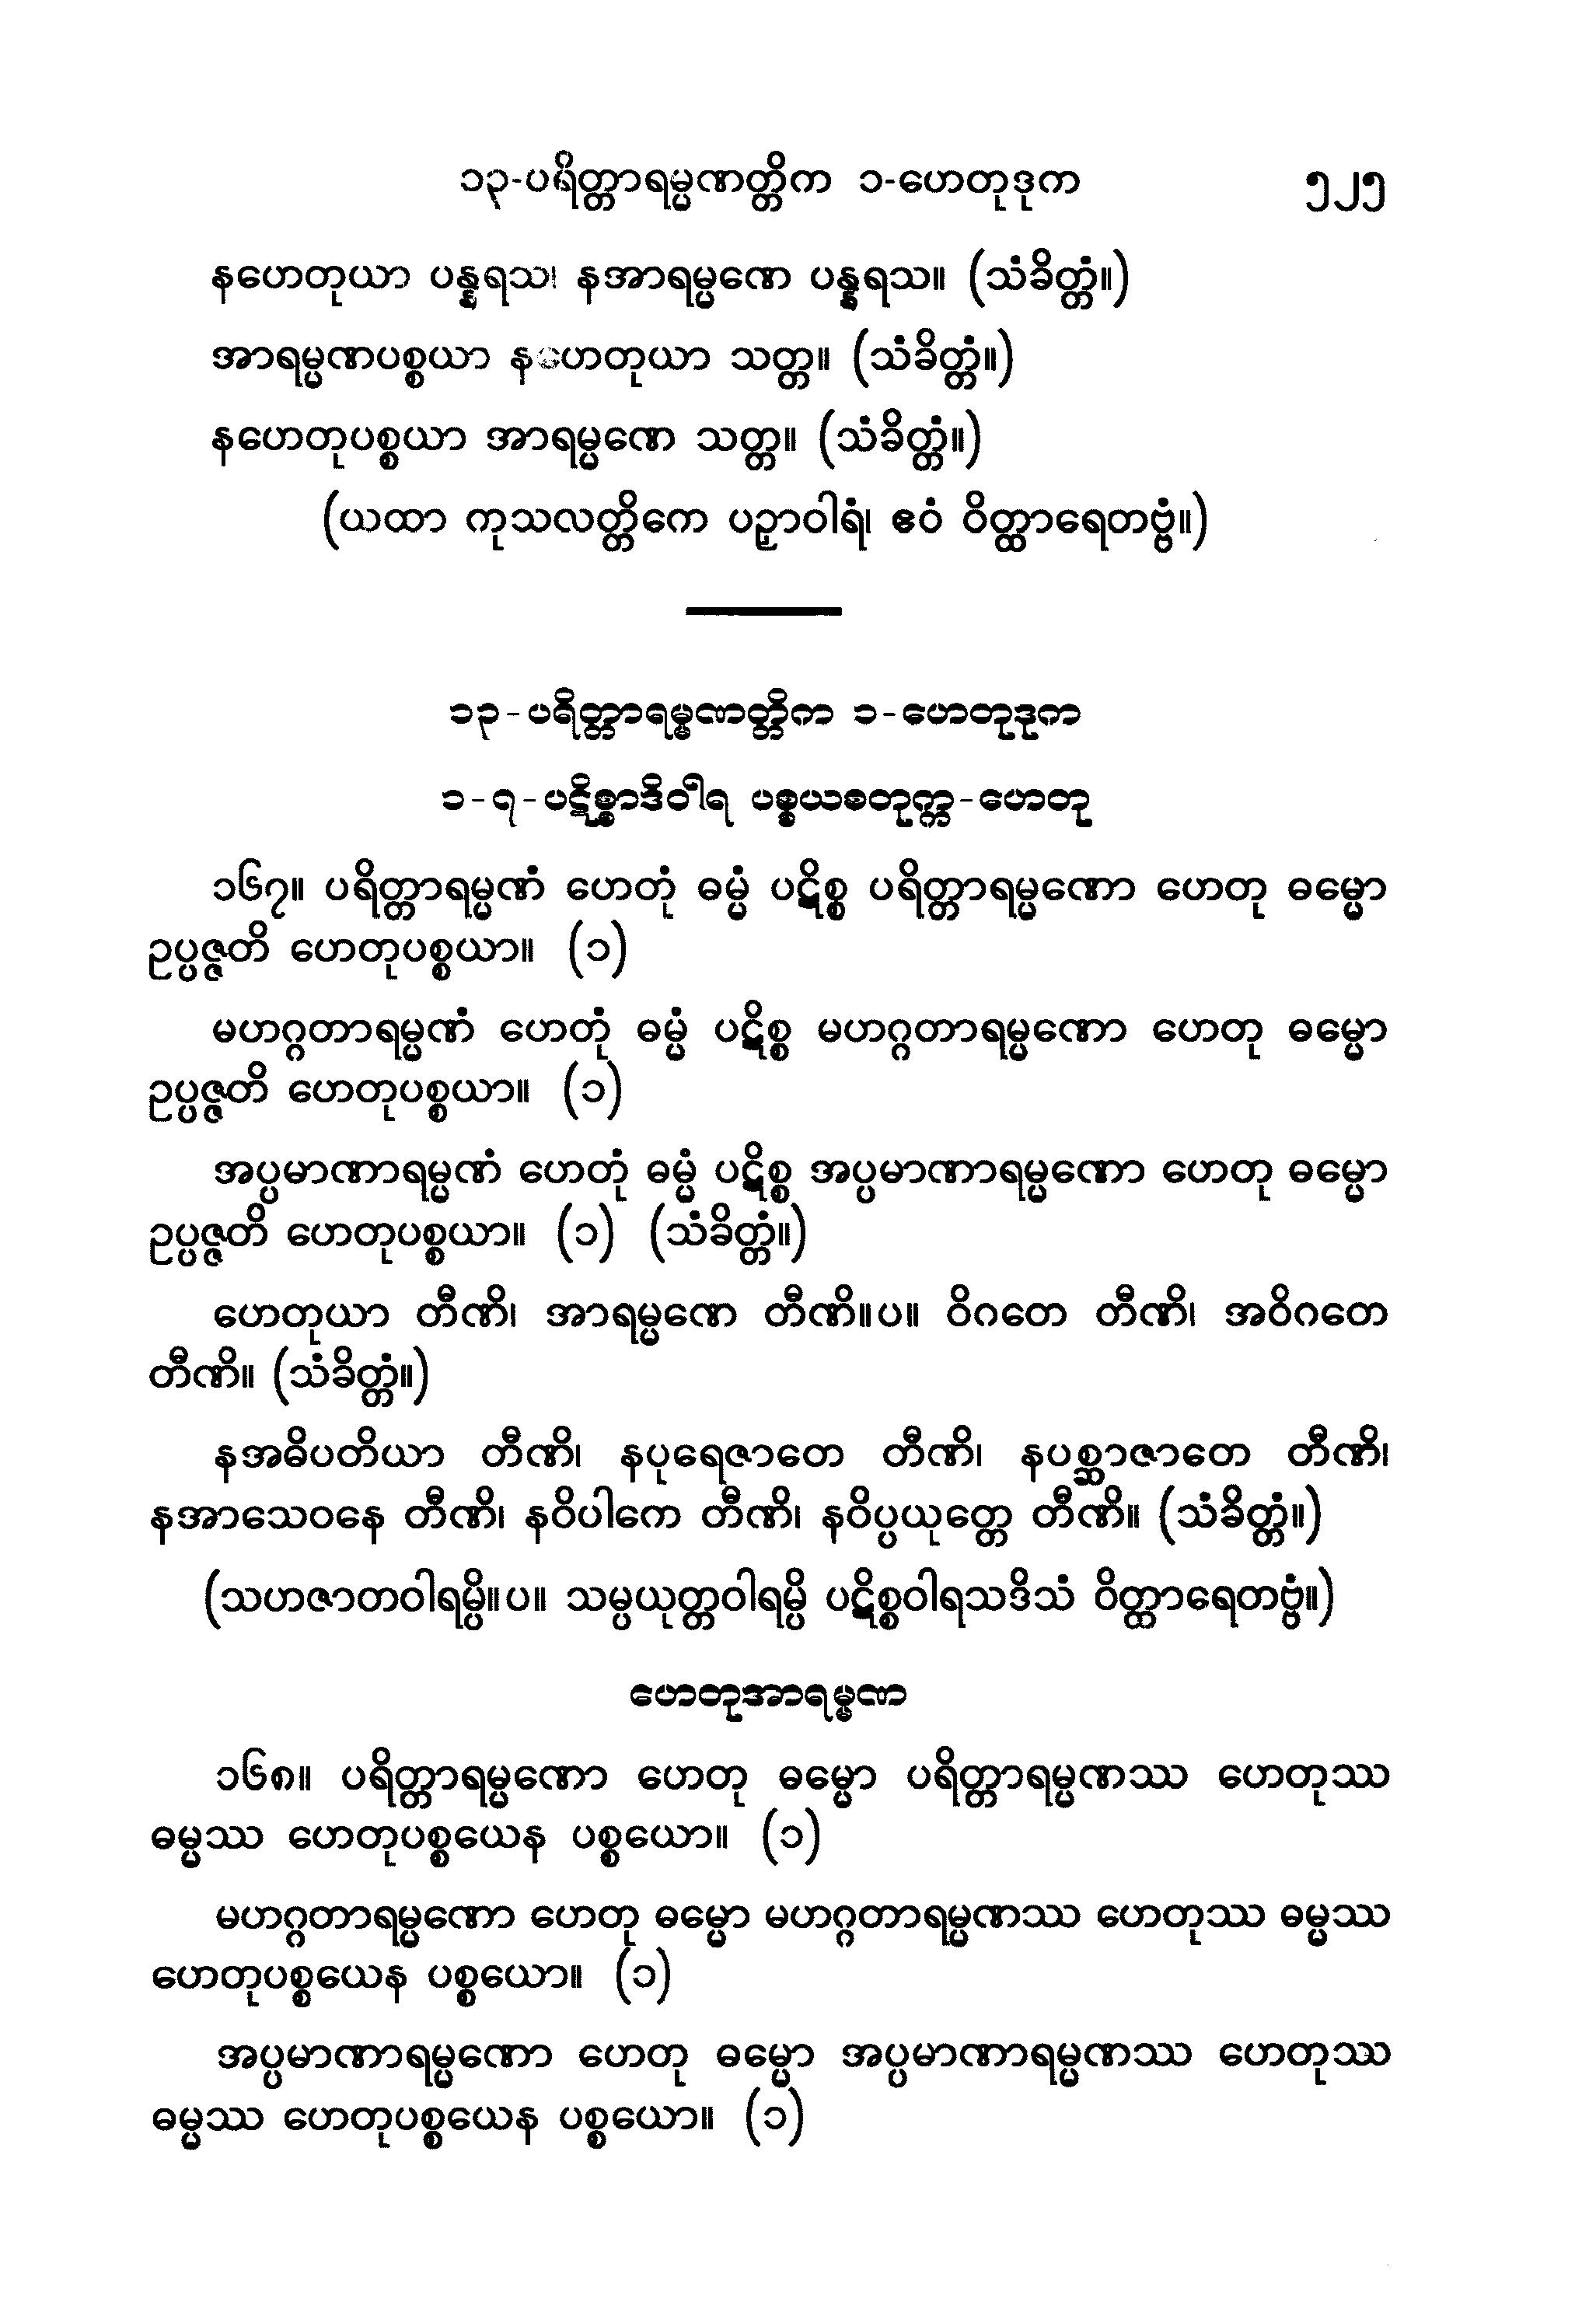 ၁၃-ပရိတ္တာရမ္မဏတ္တိက ၁-ဟေတုဒုက ၅၂၅
နဟေတုယာ ပန္နရသ၊ နအာရမ္မဏေ ပန္နရသ။ (သံခိတ္တံ။)
အာရမ္မဏပစ္စယာ နဟေတုယာ သတ္တ။ (သံခိတ္တံ။)
နဟေတုပစ္စယာ အာရမ္မဏေ သတ္တ။ (သံခိတ္တံ။)
(ယထာ ကုသလတ္တိကေ ပဉှာဝါရံ၊ ဧဝံ ဝိတ္ထာရေတဗ္ဗံ။)
၁၃-ပရိတ္တာရမ္မဏတ္တိက ၁-ဟေတုဒုက
၁-၇-ပဋိစ္စာဒိဝါရ ပစ္စယစတုက္က-ဟေတု
၁၆၇။ ပရိတ္တာရမ္မဏံ ဟေတုံ ဓမ္မံ ပဋိစ္စ ပရိတ္တာရမ္မဏော ဟေတု ဓမ္မော
ဥပ္ပဇ္ဇတိ ဟေတုပစ္စယာ။ (၁)
မဟဂ္ဂတာရမ္မဏံ ဟေတုံ ဓမ္မံ ပဋိစ္စ မဟဂ္ဂတာရမ္မဏော ဟေတု ဓမ္မော
ဥပ္ပဇ္ဇတိ ဟေတုပစ္စယာ။ (၁)
အပ္ပမာဏာရမ္မဏံ ဟေတုံ ဓမ္မံ ပဋိစ္စ အပ္ပမာဏာရမ္မဏော ဟေတု ဓမ္မော
ဥပ္ပဇ္ဇတိ ဟေတုပစ္စယာ။ (၁) (သံခိတ္တံ။)
ဟေတုယာ တီဏိ၊ အာရမ္မဏေ တီဏိ။ပ။ ဝိဂတေ တီဏိ၊ အဝိဂတေ
တီဏိ။ (သံခိတ္တံ။)
နအဓိပတိယာ တီဏိ၊ နပုရေဇာတေ တီဏိ၊ နပစ္ဆာဇာတေ တီဏိ၊
နအာသေဝနေ တီဏိ၊ နဝိပါကေ တီဏိ၊ နဝိပ္ပယုတ္တေ တီဏိ။ (သံခိတ္တံ။)
(သဟဇာတဝါရမ္ပိ။ပ။ သမ္ပယုတ္တဝါရမ္ပိ ပဋိစ္စဝါရသဒိသံ ဝိတ္ထာရေတဗ္ဗံ။)
ဟေတုအာရမ္မဏ
၁၆၈။ ပရိတ္တာရမ္မဏော ဟေတု ဓမ္မော ပရိတ္တာရမ္မဏဿ ဟေတုဿ
ဓမ္မဿ ဟေတုပစ္စယေန ပစ္စယော။ (၁)
မဟဂ္ဂတာရမ္မဏော ဟေတု ဓမ္မော မဟဂ္ဂတာရမ္မဏဿ ဟေတုဿ ဓမ္မဿ
ဟေတုပစ္စယေန ပစ္စယော။ (၁)
အပ္ပမာဏာရမ္မဏော ဟေတု ဓမ္မော အပ္ပမာဏာရမ္မဏဿ ဟေတုဿ
ဓမ္မဿ ဟေတုပစ္စယေန ပစ္စယော။ (၁)